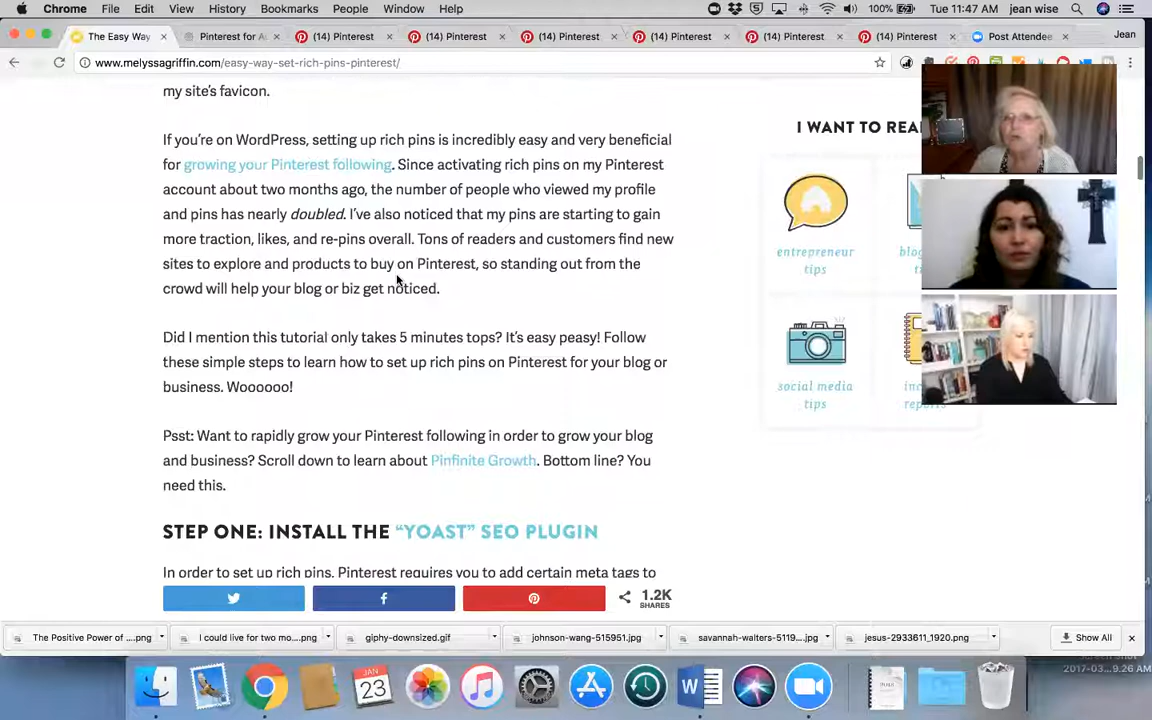 Chrome File Edit View History Bookmarks People Window Help 100% Tue 11:47 AM jean wise
The Easy Way Pinterest for A (14) Pinterest (14) Pinterest (14) Pinterest (14) Pinterest (14) Pinterest (14) Pinterest Post Attendee Jean
www.melyssagriffin.com/easy-way-set-rich-pins-pinterest/
my site's favicon.
If you're on WordPress, setting up rich pins is incredibly easy and very beneficial
for growing your Pinterest following. Since activating rich pins on my Pinterest
account about two months ago, the number of people who viewed my profile
and pins has nearly doubled. I've also noticed that my pins are starting to gain
more traction, likes, and re-pins overall. Tons of readers and customers find new
sites to explore and products to buy on Pinterest, so standing out from the
crowd will help your blog or biz get noticed.
Did I mention this tutorial only takes 5 minutes tops? It's easy peasy! Follow
these simple steps to learn how to set up rich pins on Pinterest for your blog or
business. Woooooo!
Psst: Want to rapidly grow your Pinterest following in order to grow your blog
and business? Scroll down to learn about Pinfinite Growth. Bottom line? You
need this.
STEP ONE: INSTALL THE "YOAST" SEO PLUGIN
In order to set up rich pins, Pinterest requires you to add certain meta tags to
1.2K
SHARES
I WANT TO REA
entrepreneur
tips
blog
ti
social media
tips
inc
repo
The Positive Power of ....png I could live for two mo....png giphy-downsized.gif johnson-wang-515951.jpg savannah-walters-5119....jpg jesus-2933611_1920.png Show All
2017-03...9.26 AM
JAN
23
W